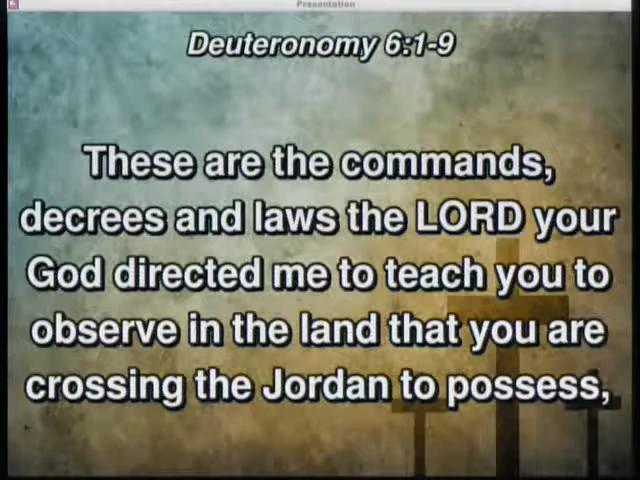 Presentation
Deuteronomy 6:1-9
These are the commands,
decrees and laws the LORD your
God directed me to teach you to
observe in the land that you are
crossing the Jordan to possess,